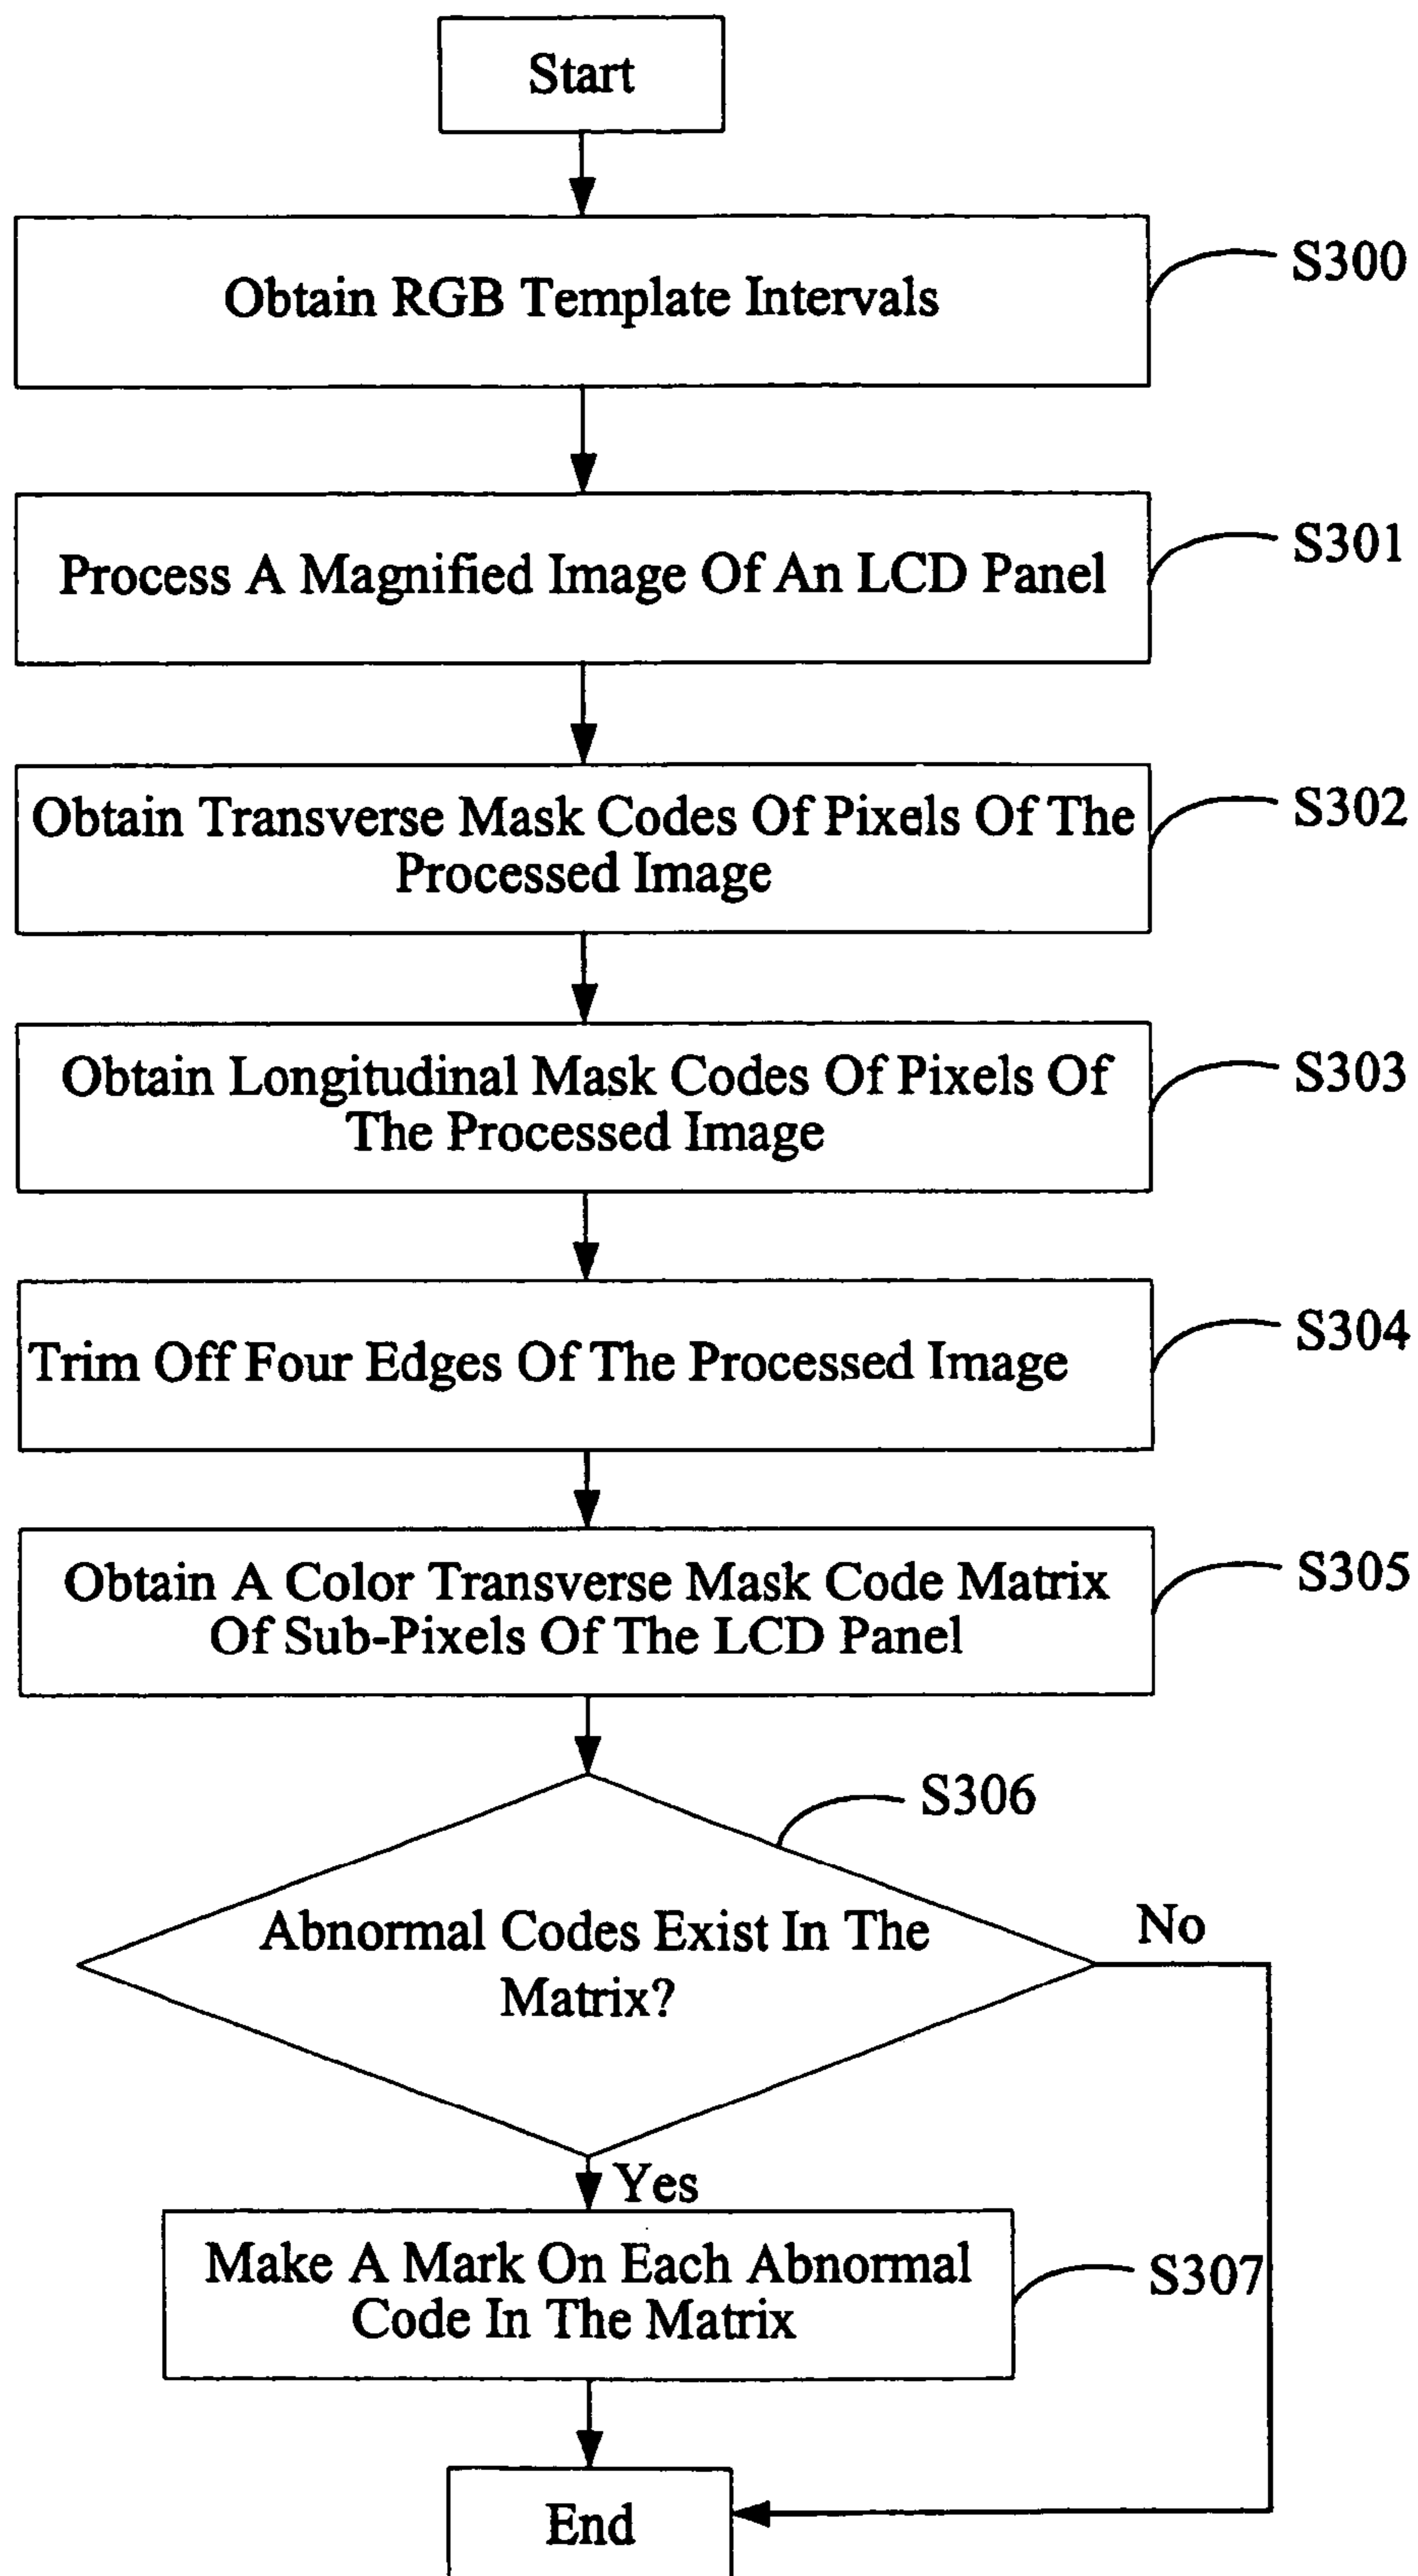 Start
Obtain RGB Template Intervals
S300
Process A Magnified Image Of An LCD Panel
S301
Obtain Transverse Mask Codes Of Pixels Of The
Processed Image
S302
Obtain Longitudinal Mask Codes Of Pixels Of
The Processed Image
S303
Trim Off Four Edges Of The Processed Image
S304
Obtain A Color Transverse Mask Code Matrix
Of Sub-Pixels Of The LCD Panel
S305
S306
Abnormal Codes Exist In The
Matrix?
No
Yes
Make A Mark On Each Abnormal
Code In The Matrix
S307
End